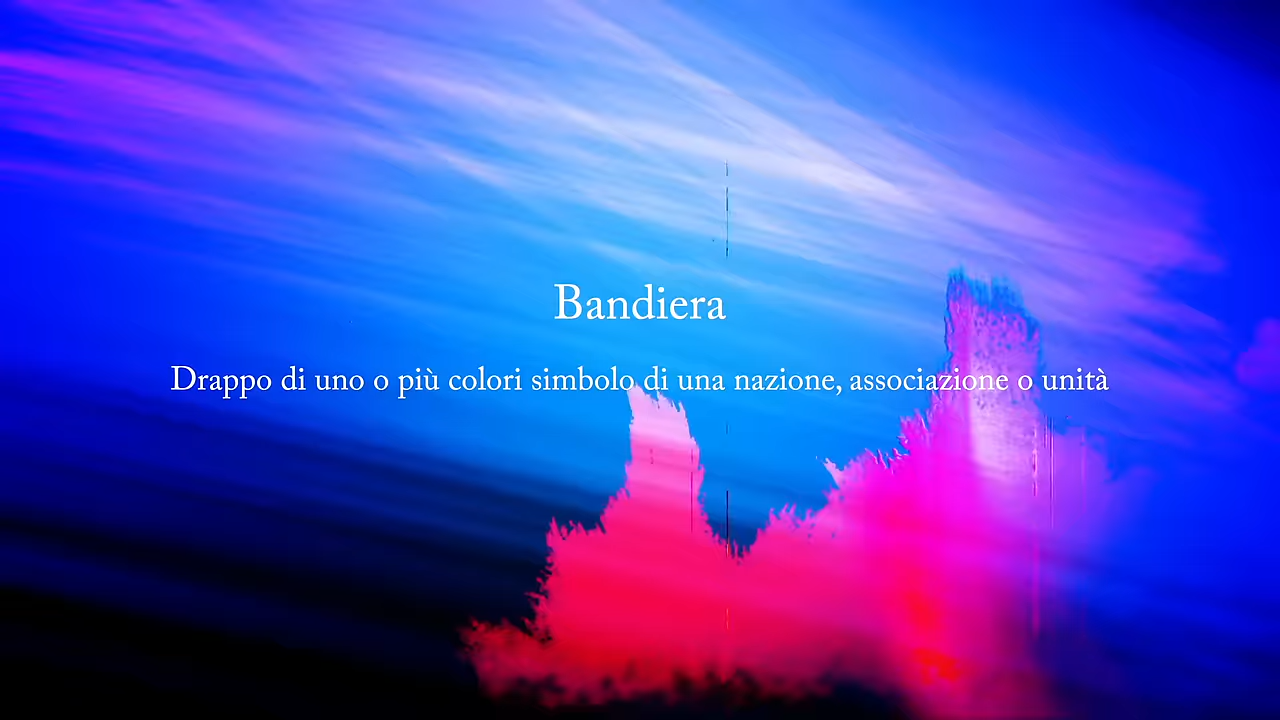 Bandiera
Drappo di uno o più colori simbolo di una nazione, associazione o unità